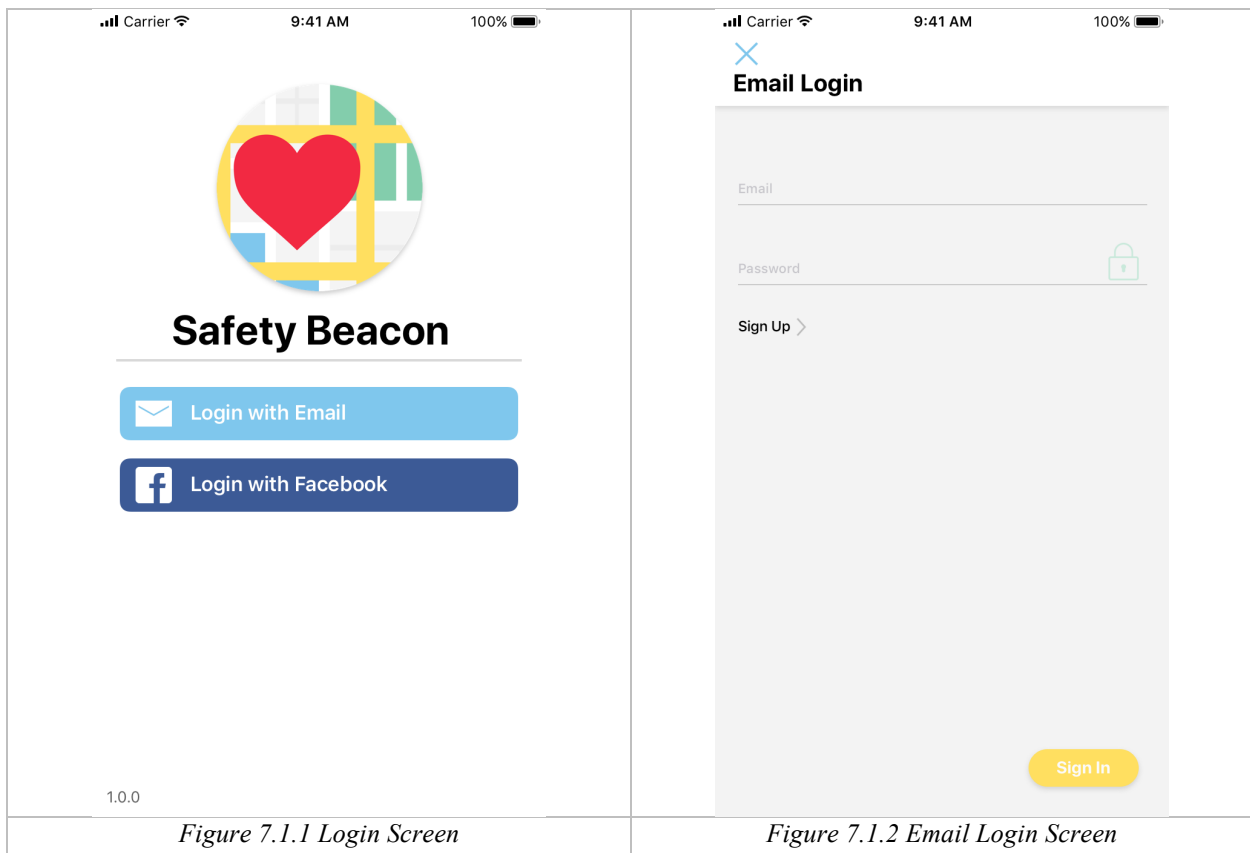 Carrier 9:41 AM 100%
Safety Beacon
Login with Email
f Login with Facebook
1.0.0
Figure 7.1.1 Login Screen
Carrier 9:41 AM 100%
Email Login
Email
Password
Sign Up
Sign In
Figure 7.1.2 Email Login Screen